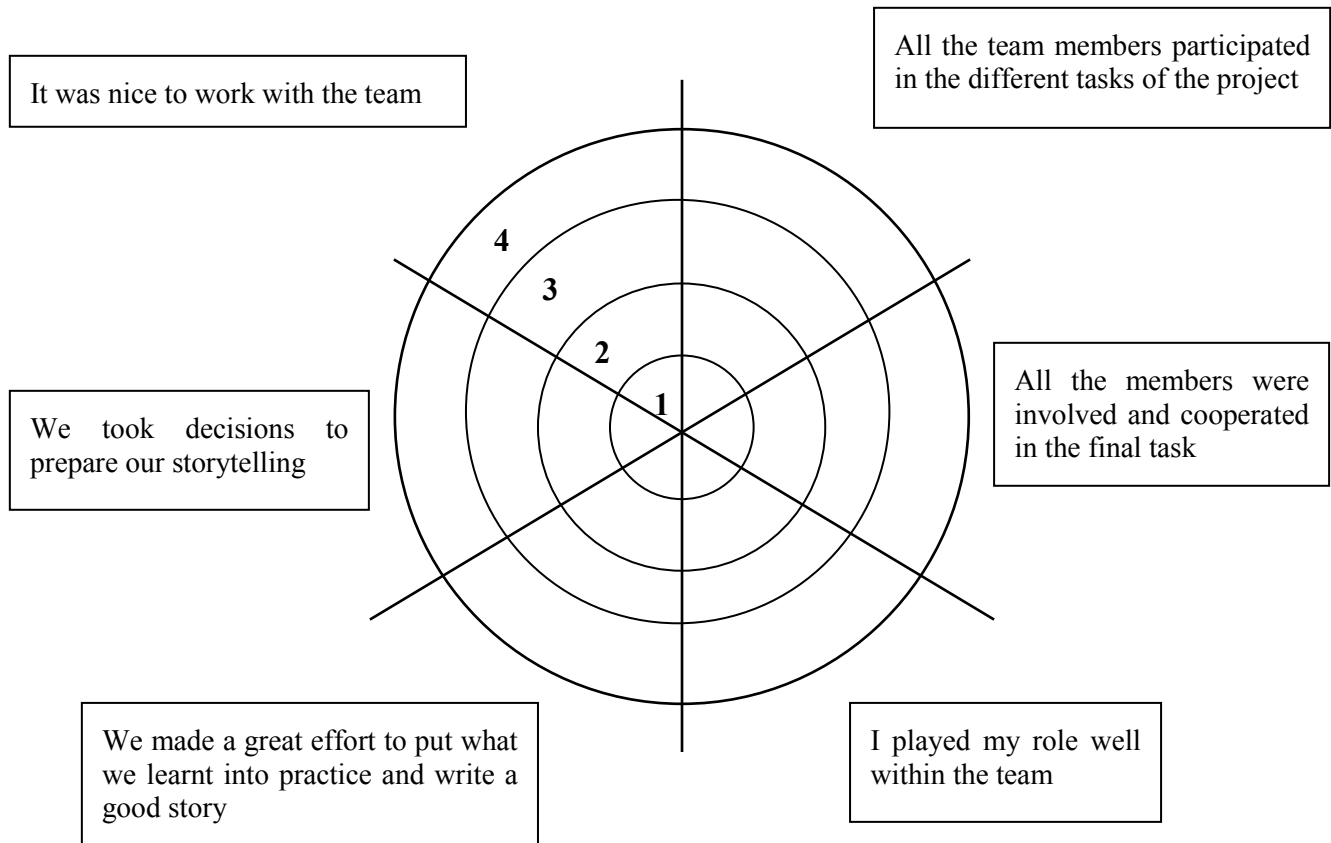 It was nice to work with the team
All the team members participated
in the different tasks of the project
4
3
2
1
We took decisions to
prepare our storytelling
All the members were
involved and cooperated
in the final task
We made a great effort to put what
we learnt into practice and write a
good story
I played my role well
within the team